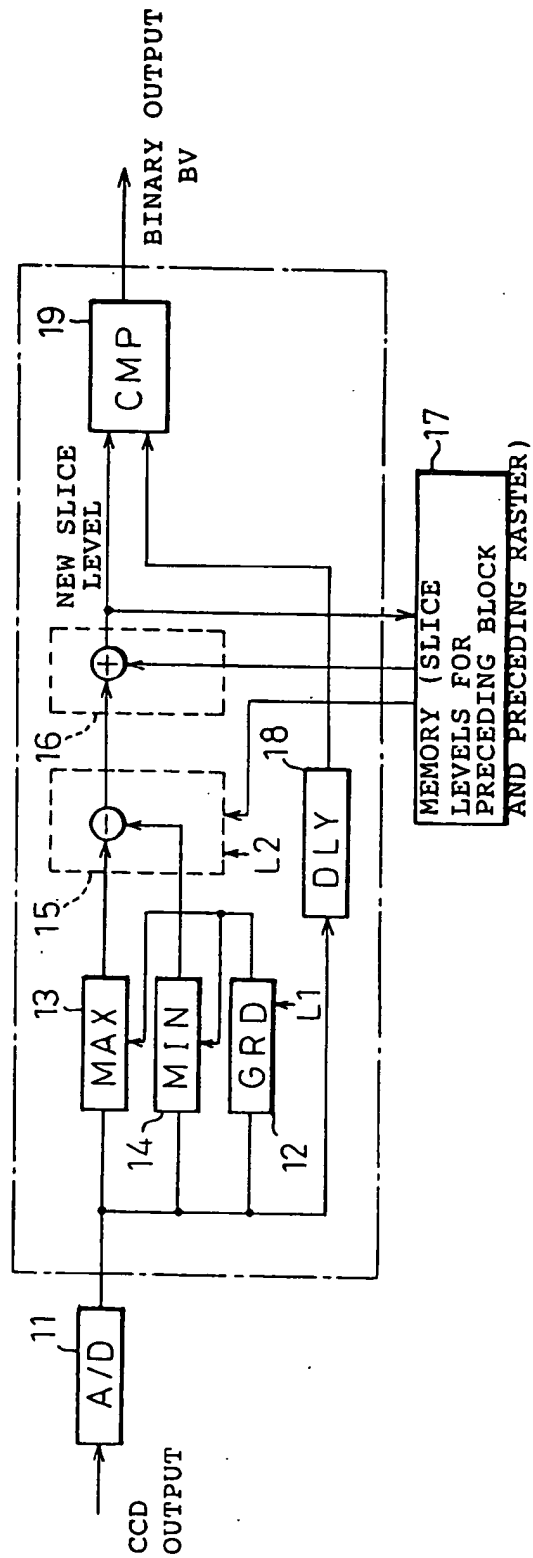 CCD
OUTPUT
11
A/D
13
MAX
14
MIN
12
GRD
L1
15
−
L2
16
+
NEW SLICE
LEVEL
18
DLY
19
CMP
BINARY OUTPUT
BV
17
MEMORY (SLICE
LEVELS FOR
PRECEDING BLOCK
AND PRECEDING RASTER)